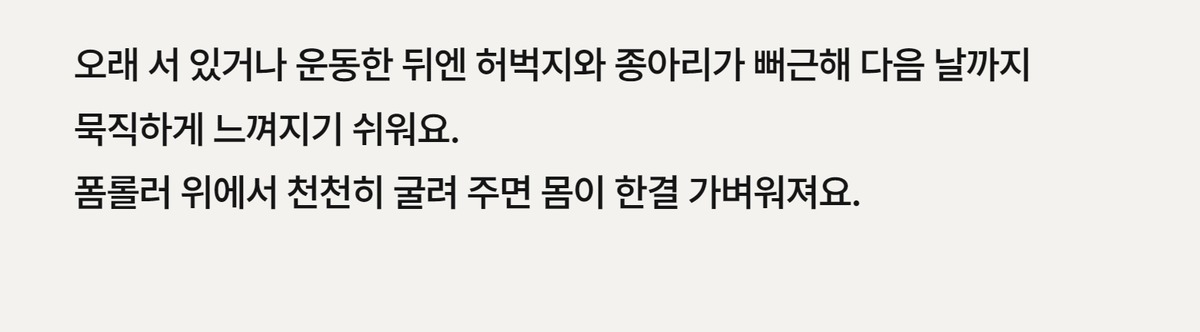 오래 서 있거나 운동한 뒤엔 허벅지와 종아리가 뻐근해 다음 날까지
묵직하게 느껴지기 쉬워요.
폼롤러 위에서 천천히 굴려 주면 몸이 한결 가벼워져요.